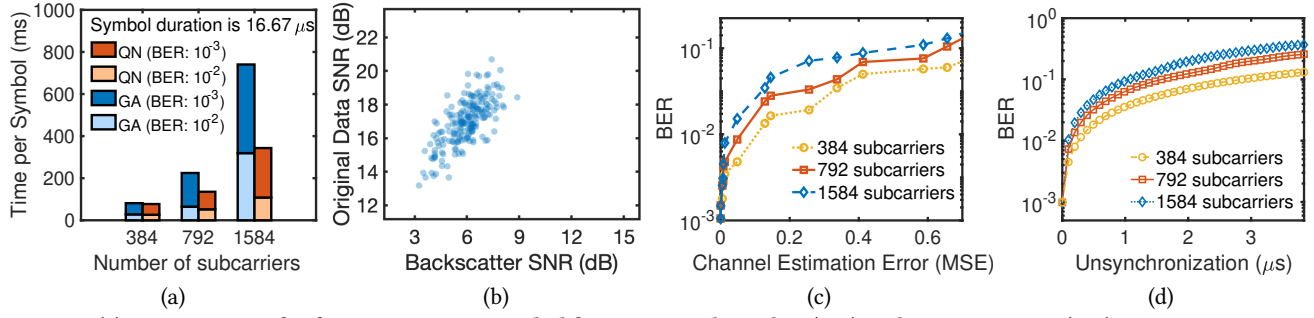 Time per Symbol (ms)
1000
800
600
400
200
0
Symbol duration is 16.67 μs
QN (BER: 10-3)
QN (BER: 10-2)
GA (BER: 10-3)
GA (BER: 10-2)
384 792 1584
Number of subcarriers
(a)
Original Data SNR (dB)
22
20
18
16
14
12
3 6 9 12 15
Backscatter SNR (dB)
(b)
BER
10-1
10-2
10-3
384 subcarriers
792 subcarriers
1584 subcarriers
0 0.2 0.4 0.6
Channel Estimation Error (MSE)
(c)
BER
100
10-1
10-2
10-3
384 subcarriers
792 subcarriers
1584 subcarriers
0 1 2 3
Unsynchronization (μs)
(d)